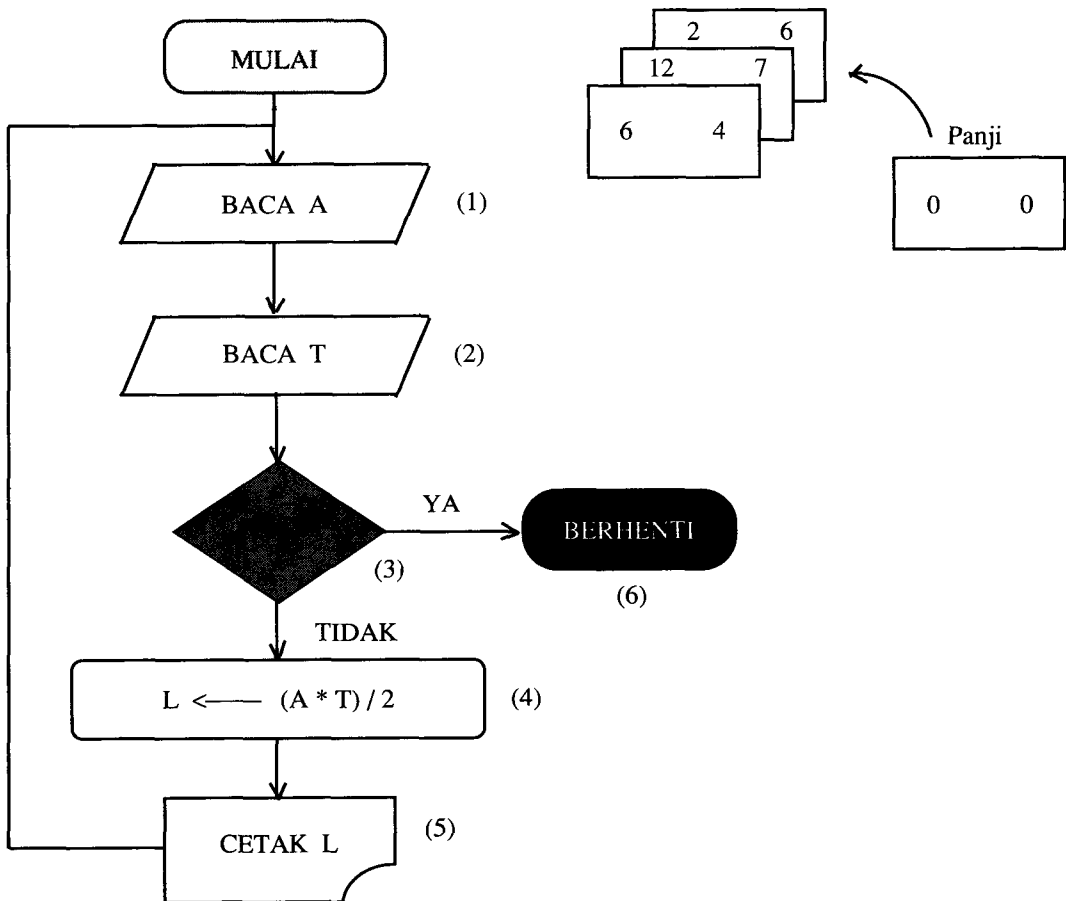 MULAI
BACA A (1)
BACA T (2)
YA
(3)
BERHENTI
(6)
TIDAK
L <—— (A * T) / 2 (4)
CETAK L (5)
2 6
12 7
6 4
Panji
0 0